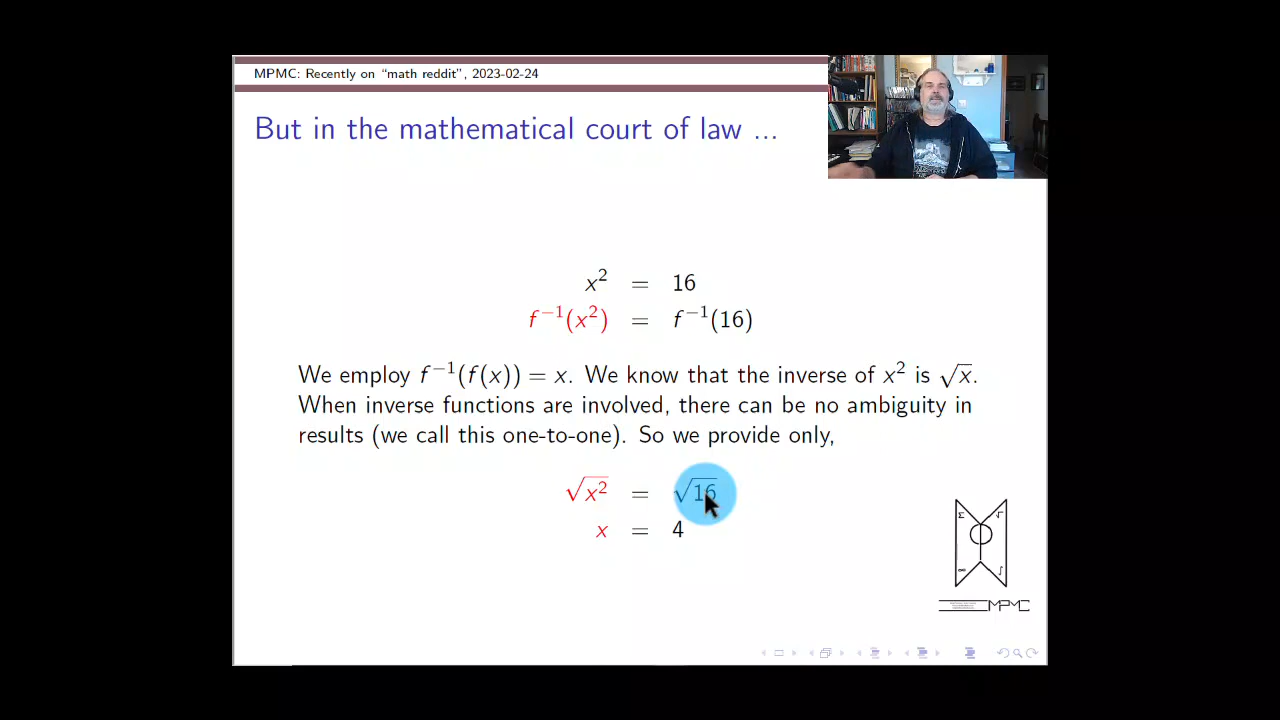 MPMC: Recently on “math reddit”, 2023-02-24
But in the mathematical court of law ...
x² = 16
f⁻¹(x²) = f⁻¹(16)
We employ f⁻¹(f(x)) = x. We know that the inverse of x² is √x.
When inverse functions are involved, there can be no ambiguity in
results (we call this one-to-one). So we provide only,
√x² = √16
x = 4
Σ √
∞ ∫
MPMC